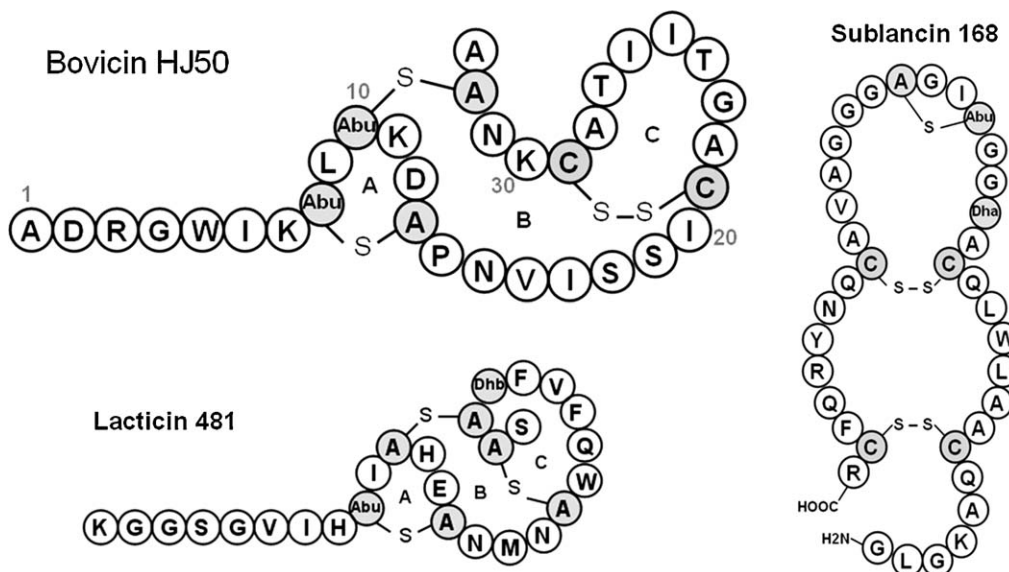 Bovicin HJ50
1
10
20
30
A D R G W I K Abu L Abu K D A P N V I S S I C A G T I I T A C K N A A
S
S
S S
A
B
C
Lacticin 481
K G G S G V I H Abu I A H E A N M N A W Q F V F Dhb A A S
S
S
S
A
B
C
Sublancin 168
H2N
G L G K A Q C A A L W L Q C A Dha G G Abu I G A G G G A V A C Q N Y R Q F C R
HOOC
S
S S
S S